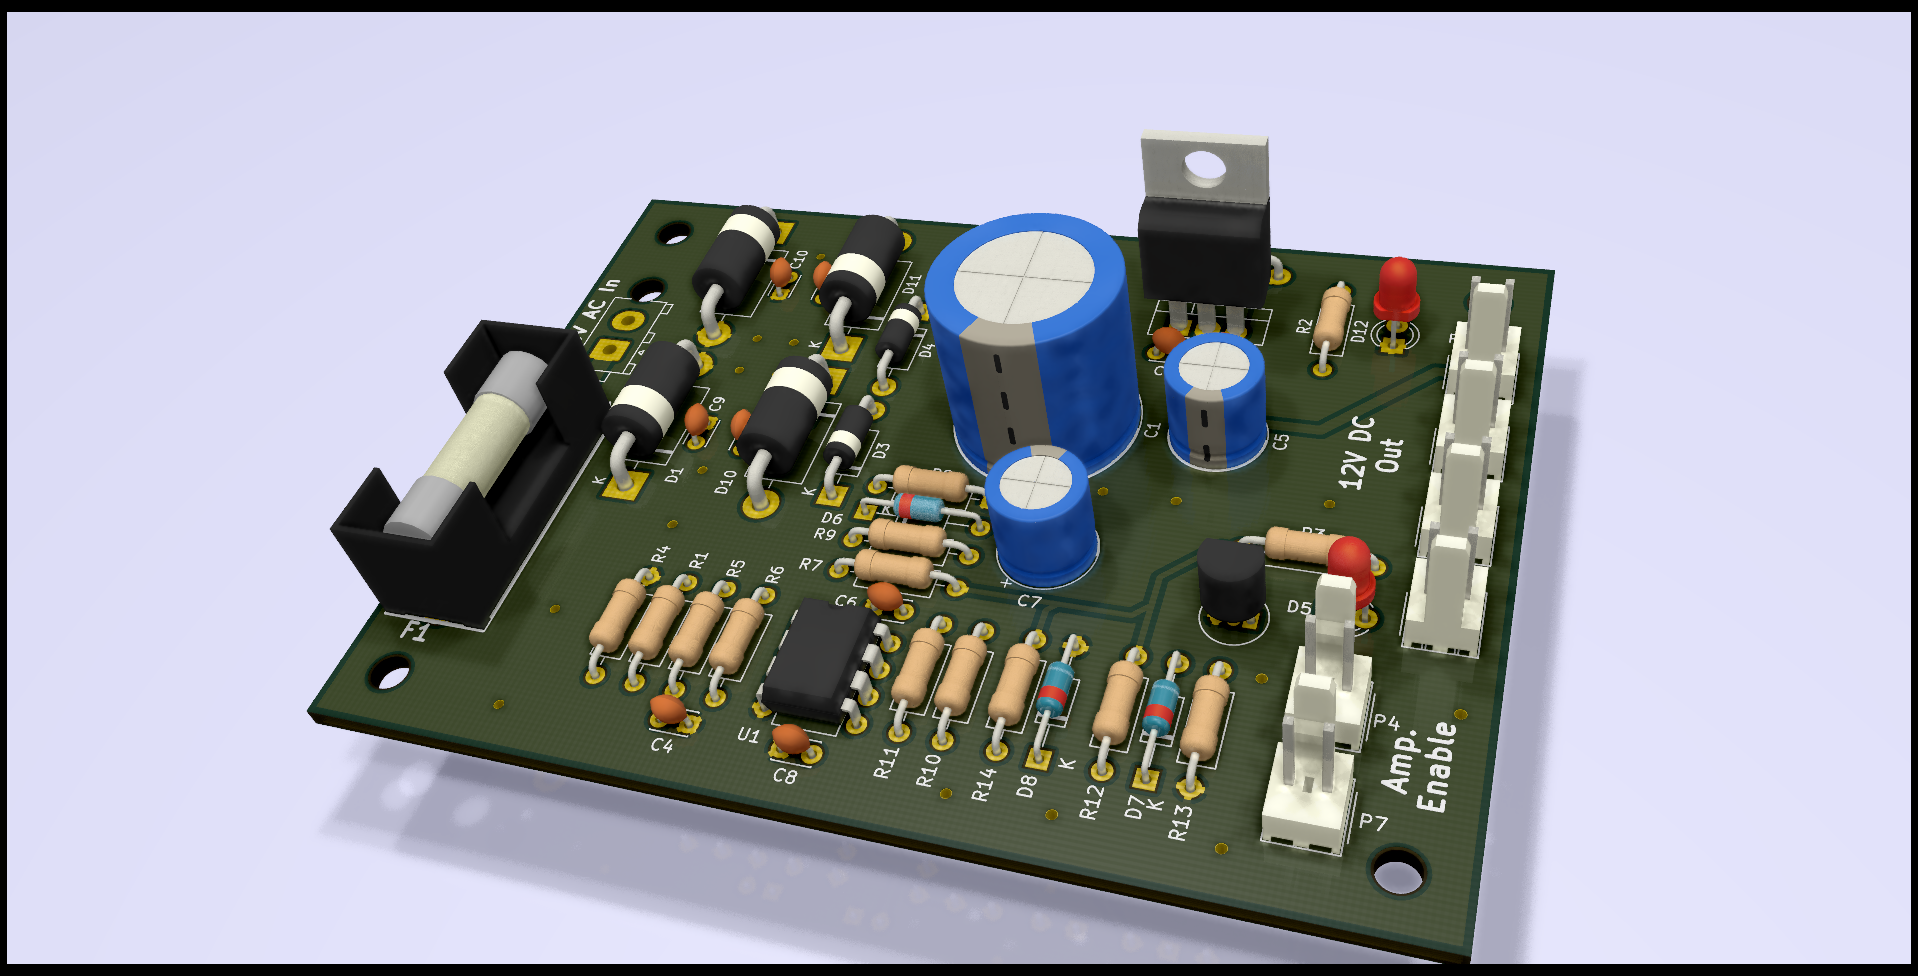 C10
D11
AC In
K
D4
R2
D12
C9
D1
K
D10
K
D3
C1
C5
12V DC
Out
D6
K
R9
R7
R3
R4
R1
R5
R6
C6
C7
D5
F1
C4
U1
C8
R11
R10
R14
D8
K
R12
D7
K
R13
P4
Amp.
Enable
P7